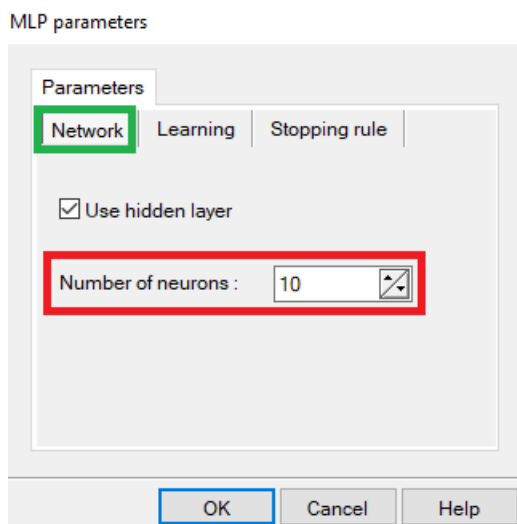 MLP parameters
Parameters
Network Learning Stopping rule
Use hidden layer
Number of neurons : 10
OK Cancel Help